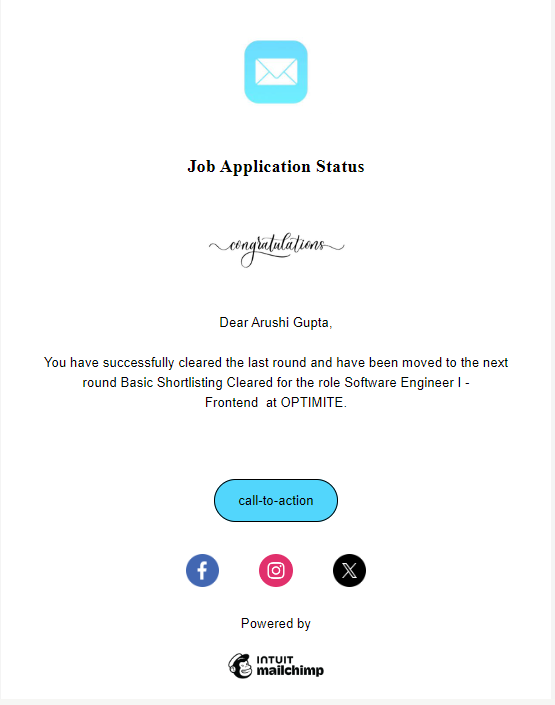 Job Application Status
congratulations
Dear Arushi Gupta,
You have successfully cleared the last round and have been moved to the next
round Basic Shortlisting Cleared for the role Software Engineer I -
Frontend  at OPTIMITE.
call-to-action
Powered by
INTUIT
mailchimp